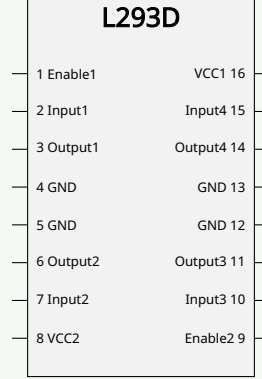 L293D
1 Enable1 VCC1 16
2 Input1 Input4 15
3 Output1 Output4 14
4 GND GND 13
5 GND GND 12
6 Output2 Output3 11
7 Input2 Input3 10
8 VCC2 Enable2 9